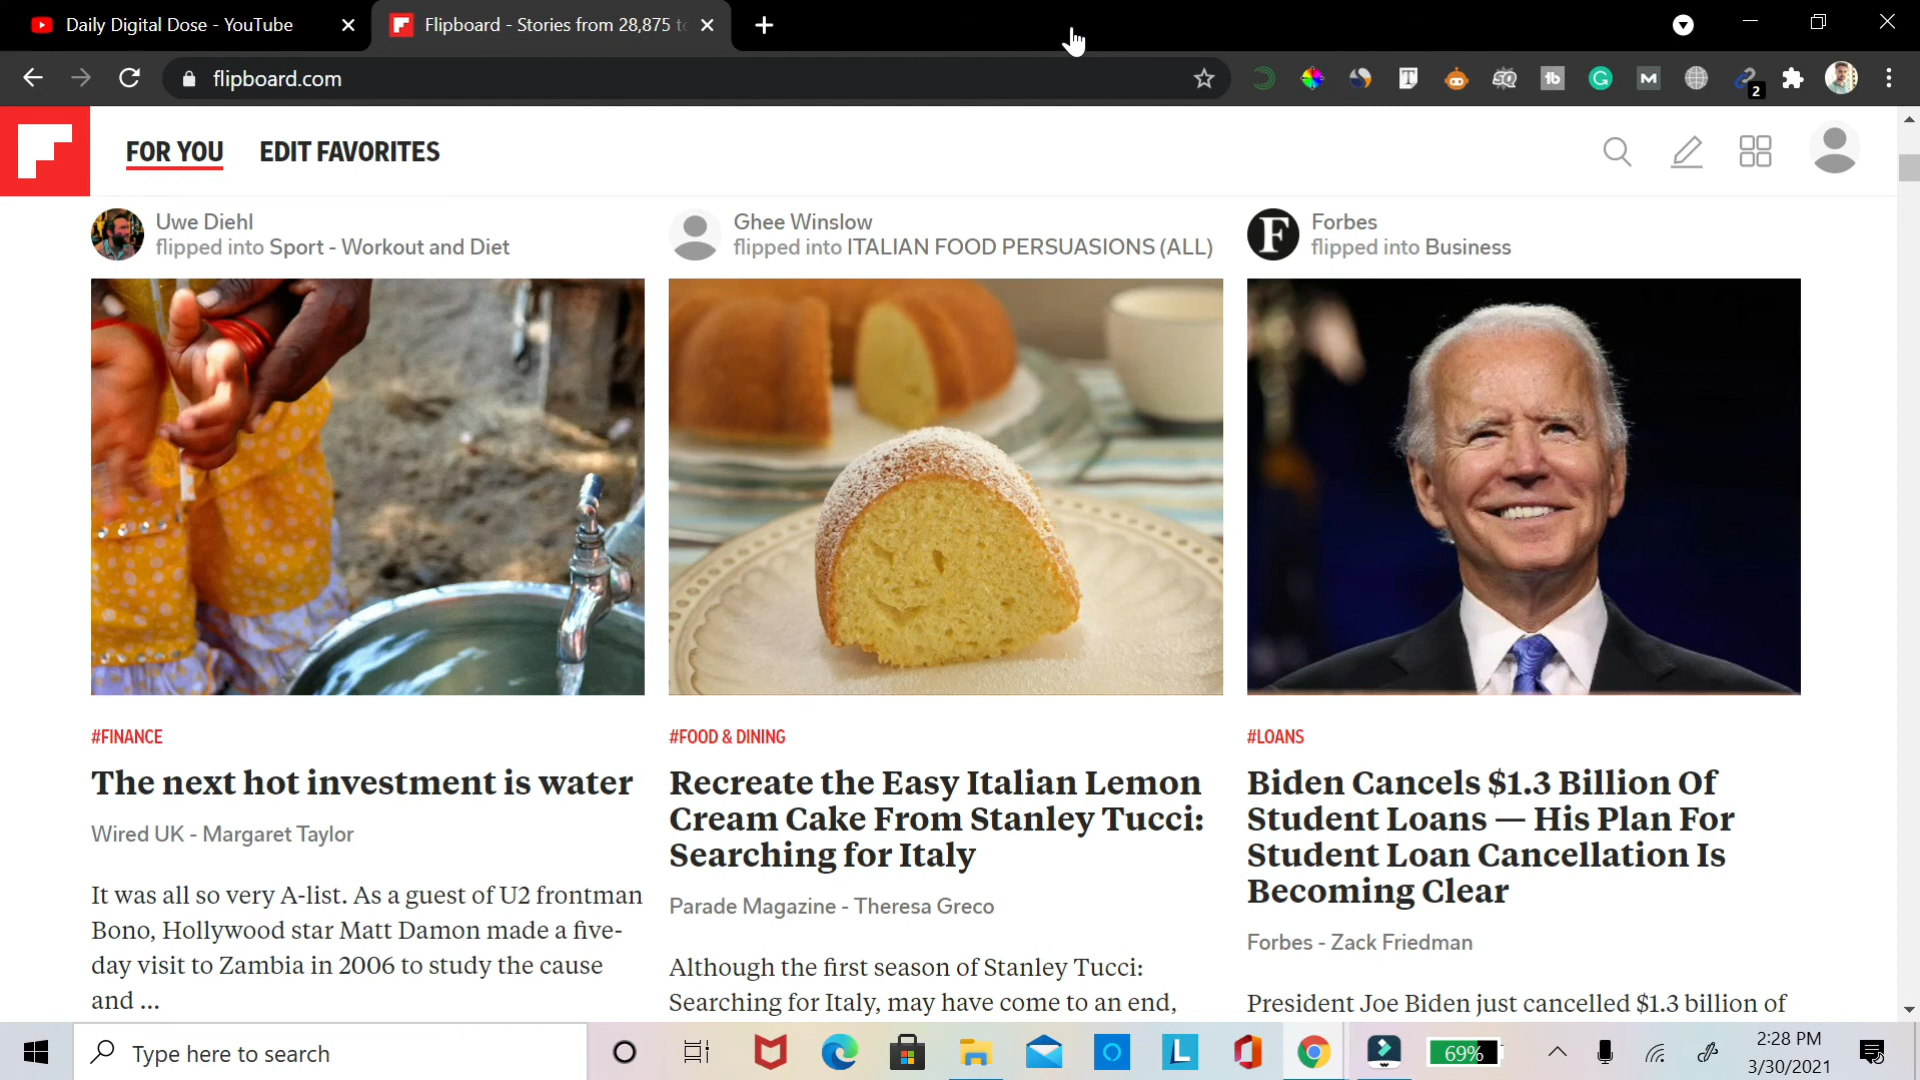 Daily Digital Dose - YouTube
Flipboard - Stories from 28,875 to
flipboard.com
2
FOR YOU
EDIT FAVORITES
Uwe Diehl
flipped into Sport - Workout and Diet
Ghee Winslow
flipped into ITALIAN FOOD PERSUASIONS (ALL)
Forbes
flipped into Business
#FINANCE
The next hot investment is water
Wired UK - Margaret Taylor
It was all so very A-list. As a guest of U2 frontman
Bono, Hollywood star Matt Damon made a five-
day visit to Zambia in 2006 to study the cause
and ...
#FOOD & DINING
Recreate the Easy Italian Lemon
Cream Cake From Stanley Tucci:
Searching for Italy
Parade Magazine - Theresa Greco
Although the first season of Stanley Tucci:
Searching for Italy, may have come to an end,
#LOANS
Biden Cancels $1.3 Billion Of
Student Loans — His Plan For
Student Loan Cancellation Is
Becoming Clear
Forbes - Zack Friedman
President Joe Biden just cancelled $1.3 billion of
Type here to search
69%
2:28 PM
3/30/2021